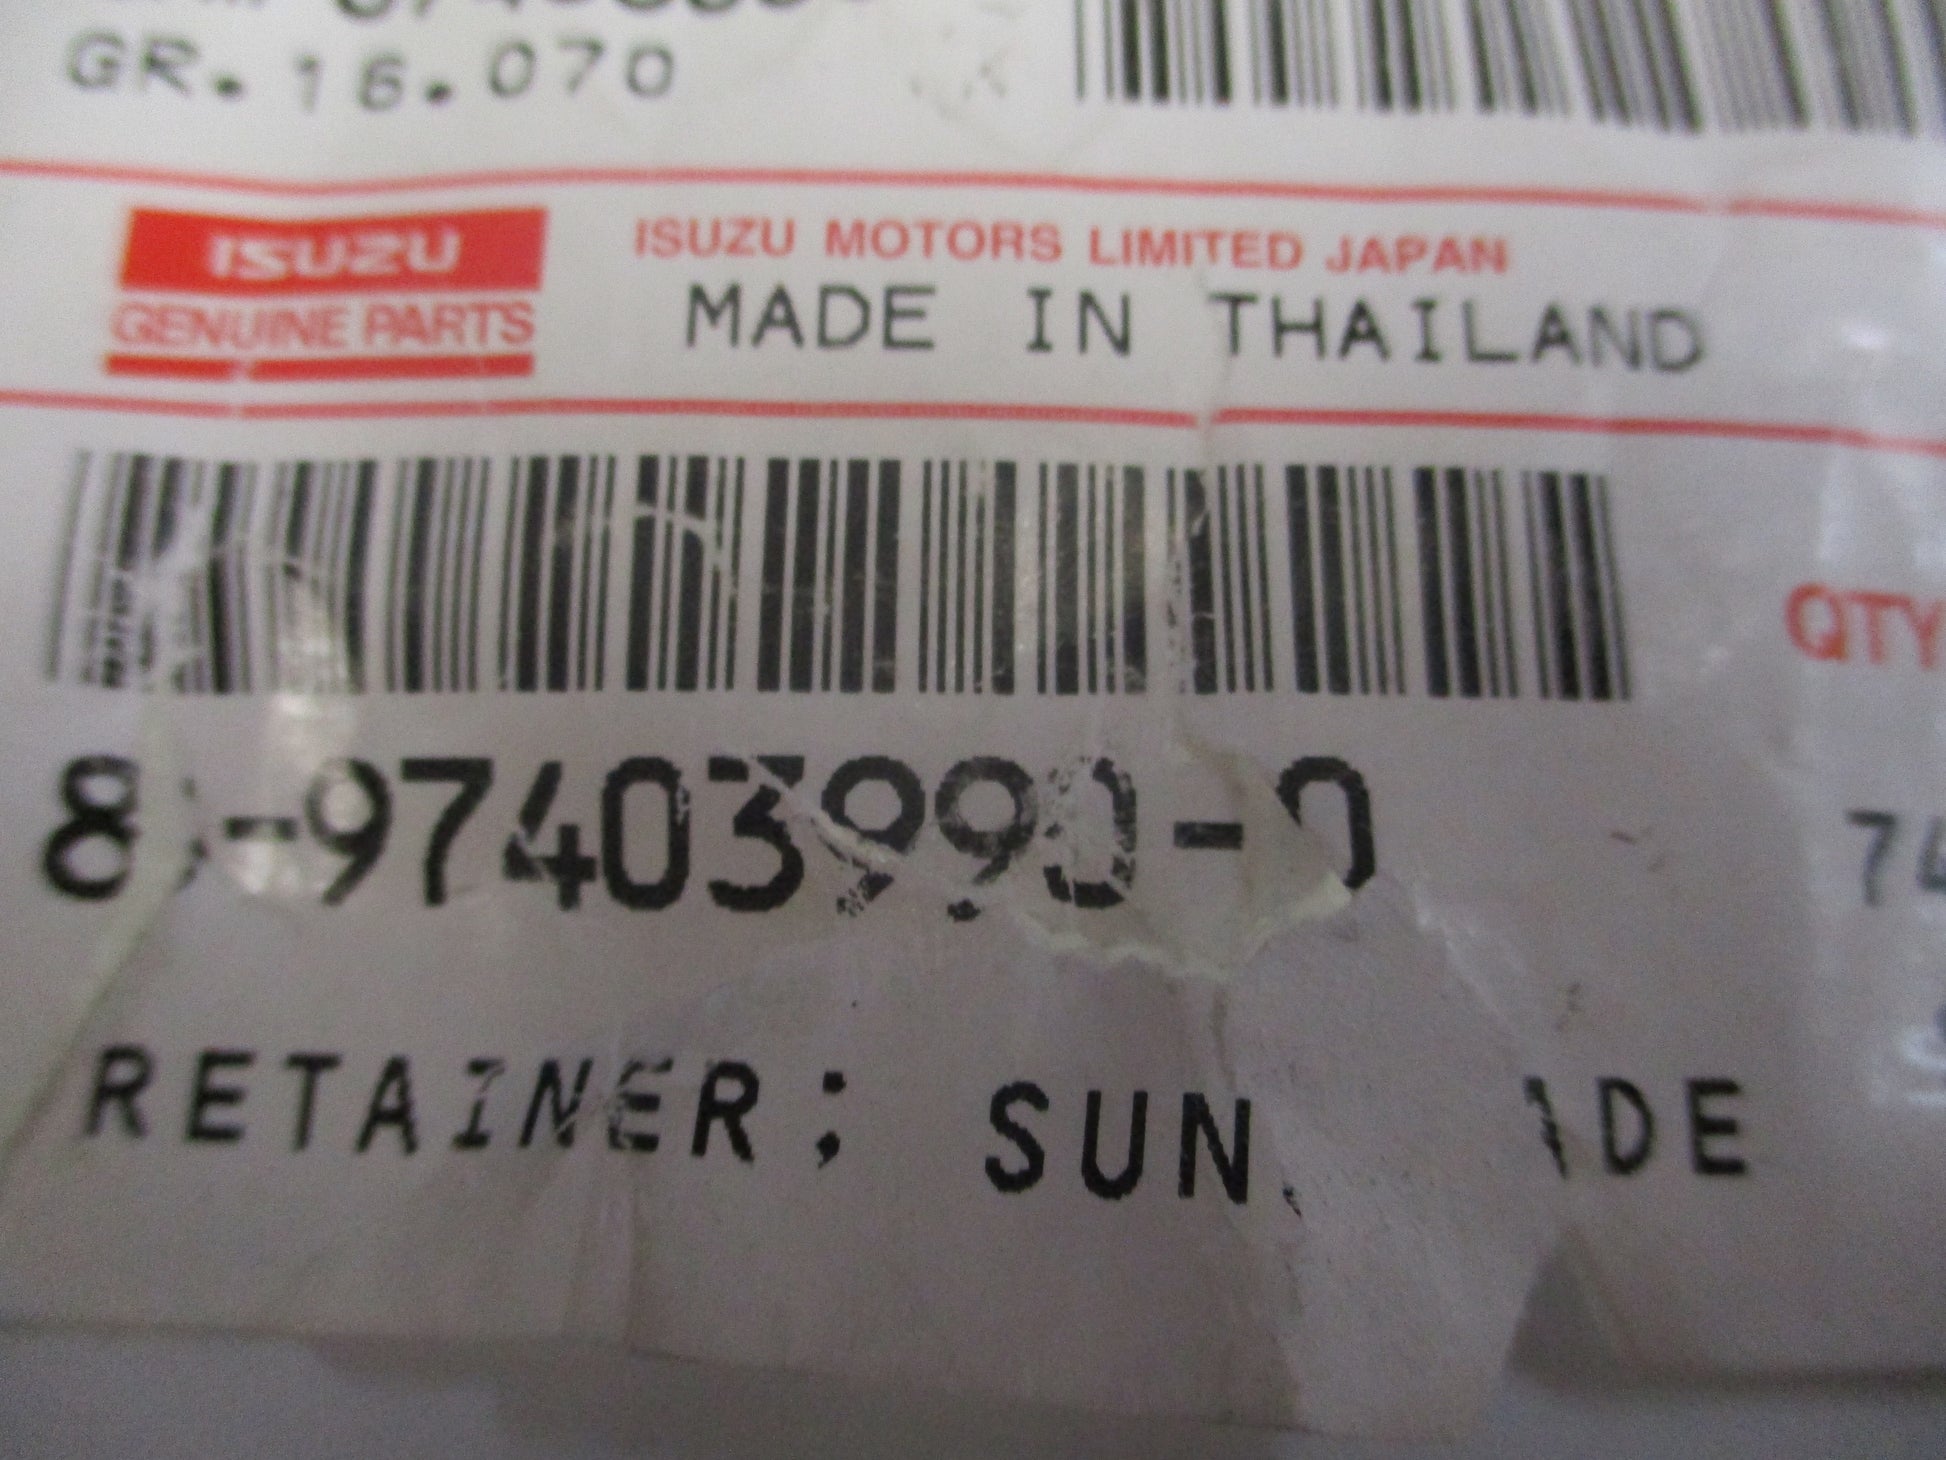 GR. 16.070
ISUZU
GENUINE PARTS
ISUZU MOTORS LIMITED JAPAN
MADE IN THAILAND
QTY
8-97403990-0
74
RETAINER; SUN